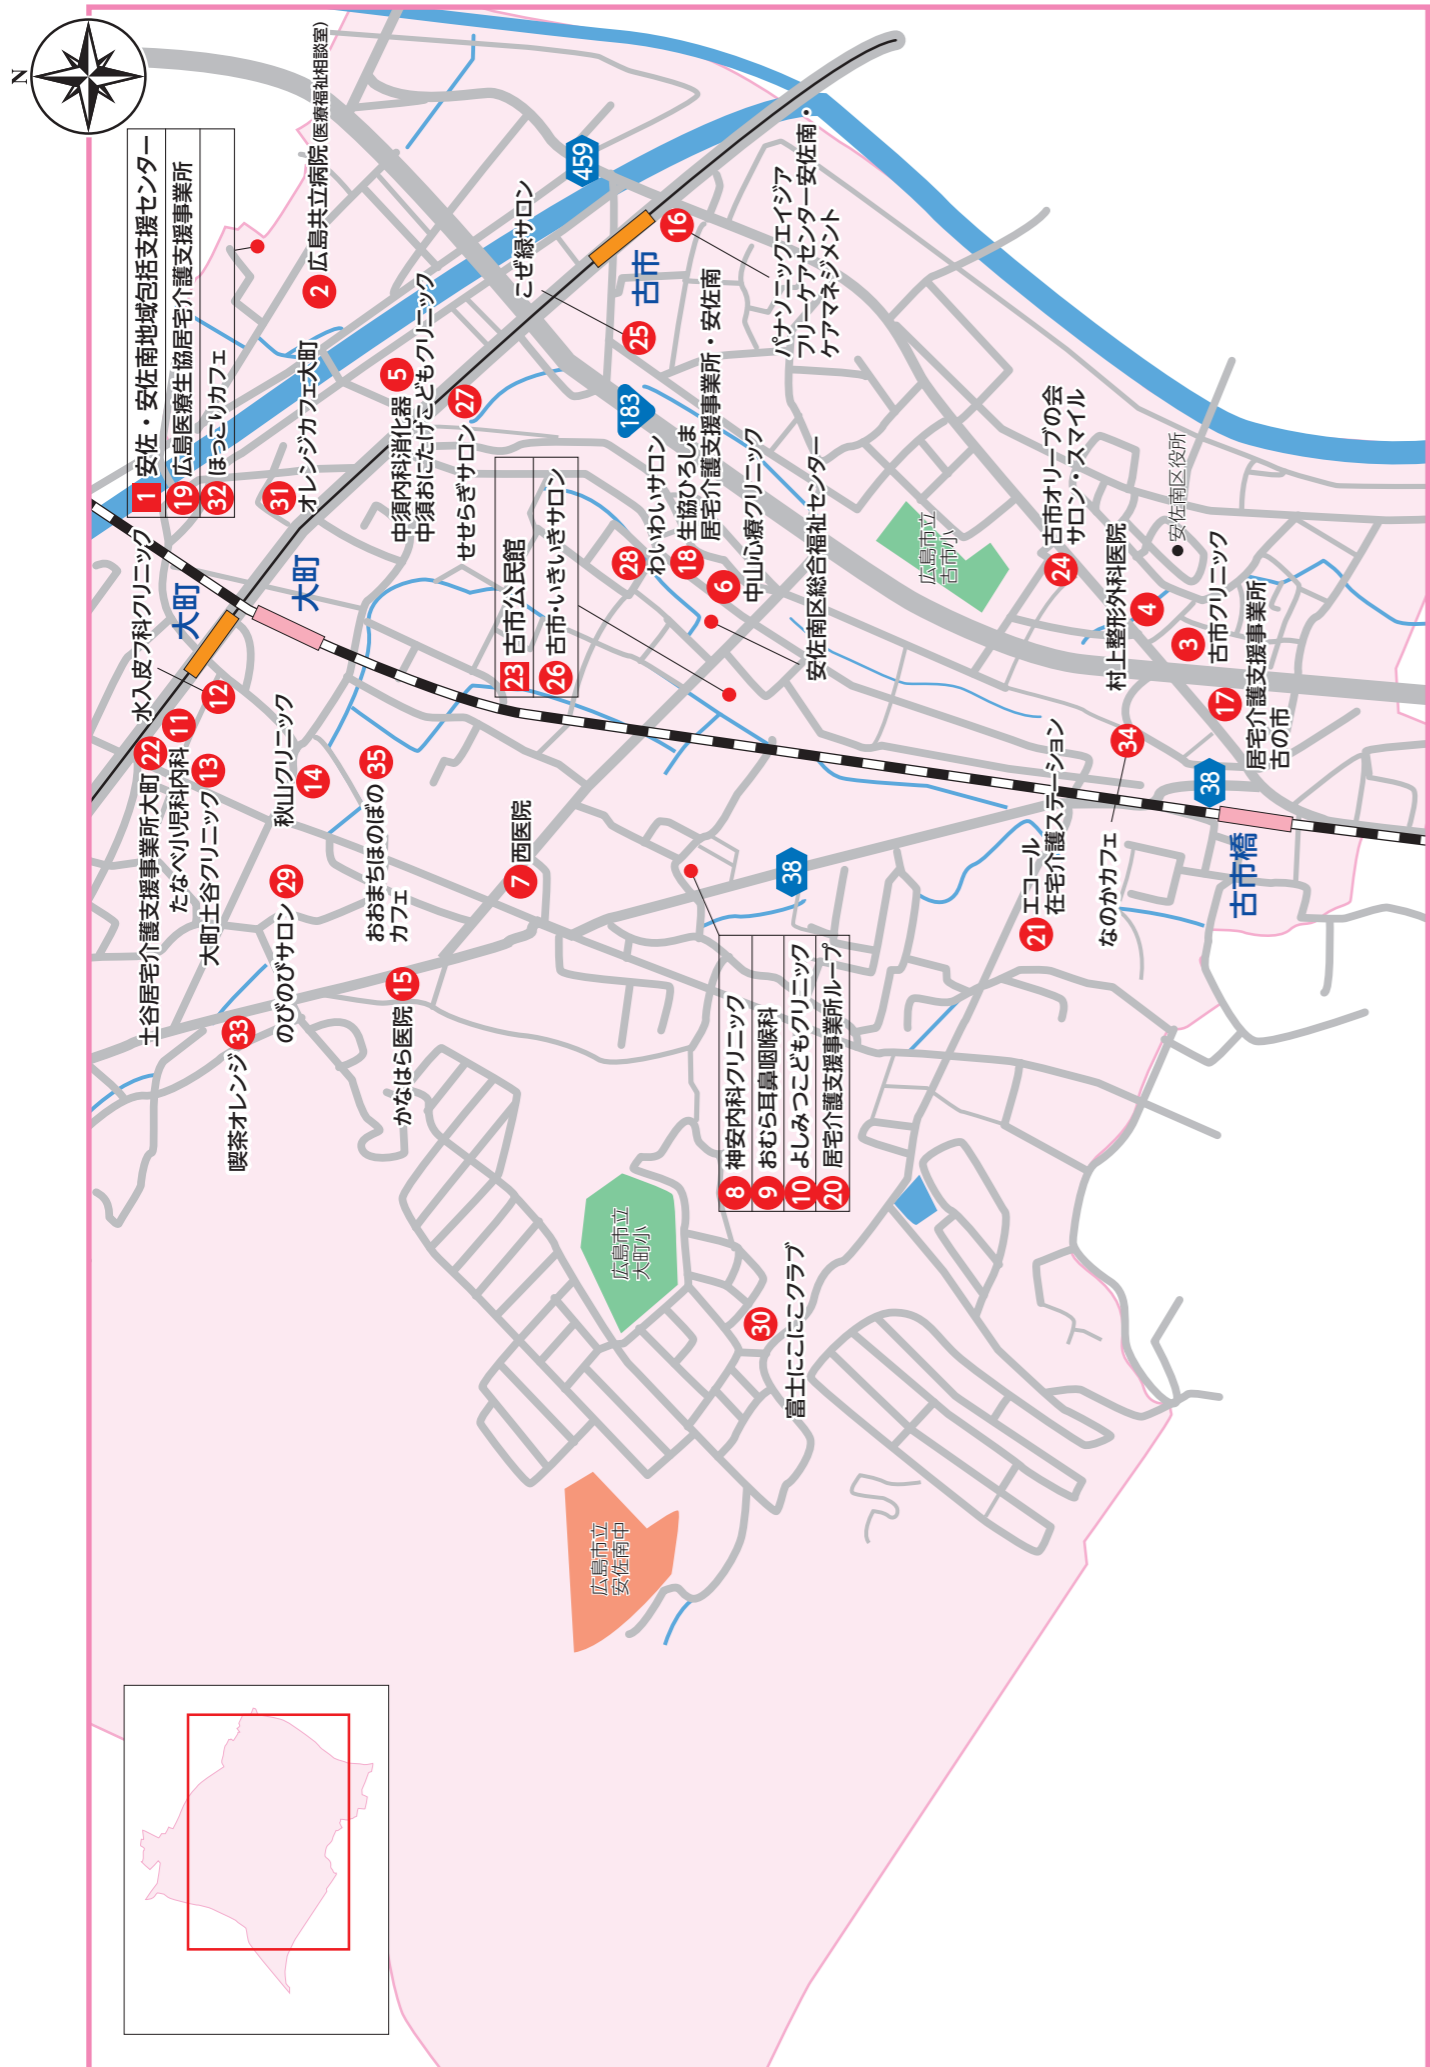 N
1 安佐・安佐南地域包括支援センター
19 広島医療生協居宅介護支援事業所
32 ほっこりカフェ
2 広島共立病院(医療福祉相談室)
31
オレンジカフェ大町
水入皮フ科クリニック
12
大町
大町
土谷居宅介護支援事業所大町 22
たなべ小児科内科
11
大町土谷クリニック
13
秋山クリニック
14
のびのびサロン 29
喫茶オレンジ 33
おおまちほのぼの
カフェ
35
かなはら医院 15
中須内科消化器
中須おにたけこどもクリニック
5
せせらぎサロン 27
こぜ緑サロン
25
459
古市
16
パナソニックエイジア
フリーケアセンター安佐南・
ケアマネジメント
183
23 古市公民館
26 古市・いきいきサロン
28
わいわいサロン
18 生協ひろしま
居宅介護支援事業所・安佐南
6
中山心療クリニック
安佐南区総合福祉センター
7 西医院
38
8 神安内科クリニック
9 おむら耳鼻咽喉科
10 よしみつこどもクリニック
20 居宅介護支援事業所ループ
広島市立
大町小
広島市立
安佐南中
30
富士にこにこクラブ
広島市立
古市小
古市オリーブの会
サロン・スマイル
24
村上整形外科医院
4
安佐南区役所
3
古市クリニック
17
居宅介護支援事業所
古の市
34
なのかカフェ
21 エコール
在宅介護ステーション
38
古市橋